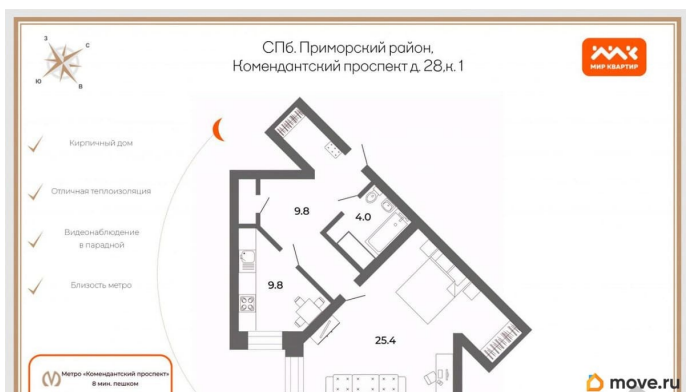 СПб. Приморский район,
Комендантский проспект д. 28,к. 1
МИР КВАРТИР
З
С
Ю
В
Кирпичный дом
Отличная теплоизоляция
Видеонаблюдение
в парадной
Близость метро
9.8
4.0
9.8
25.4
Метро «Комендантский проспект»
8 мин. пешком
move.ru